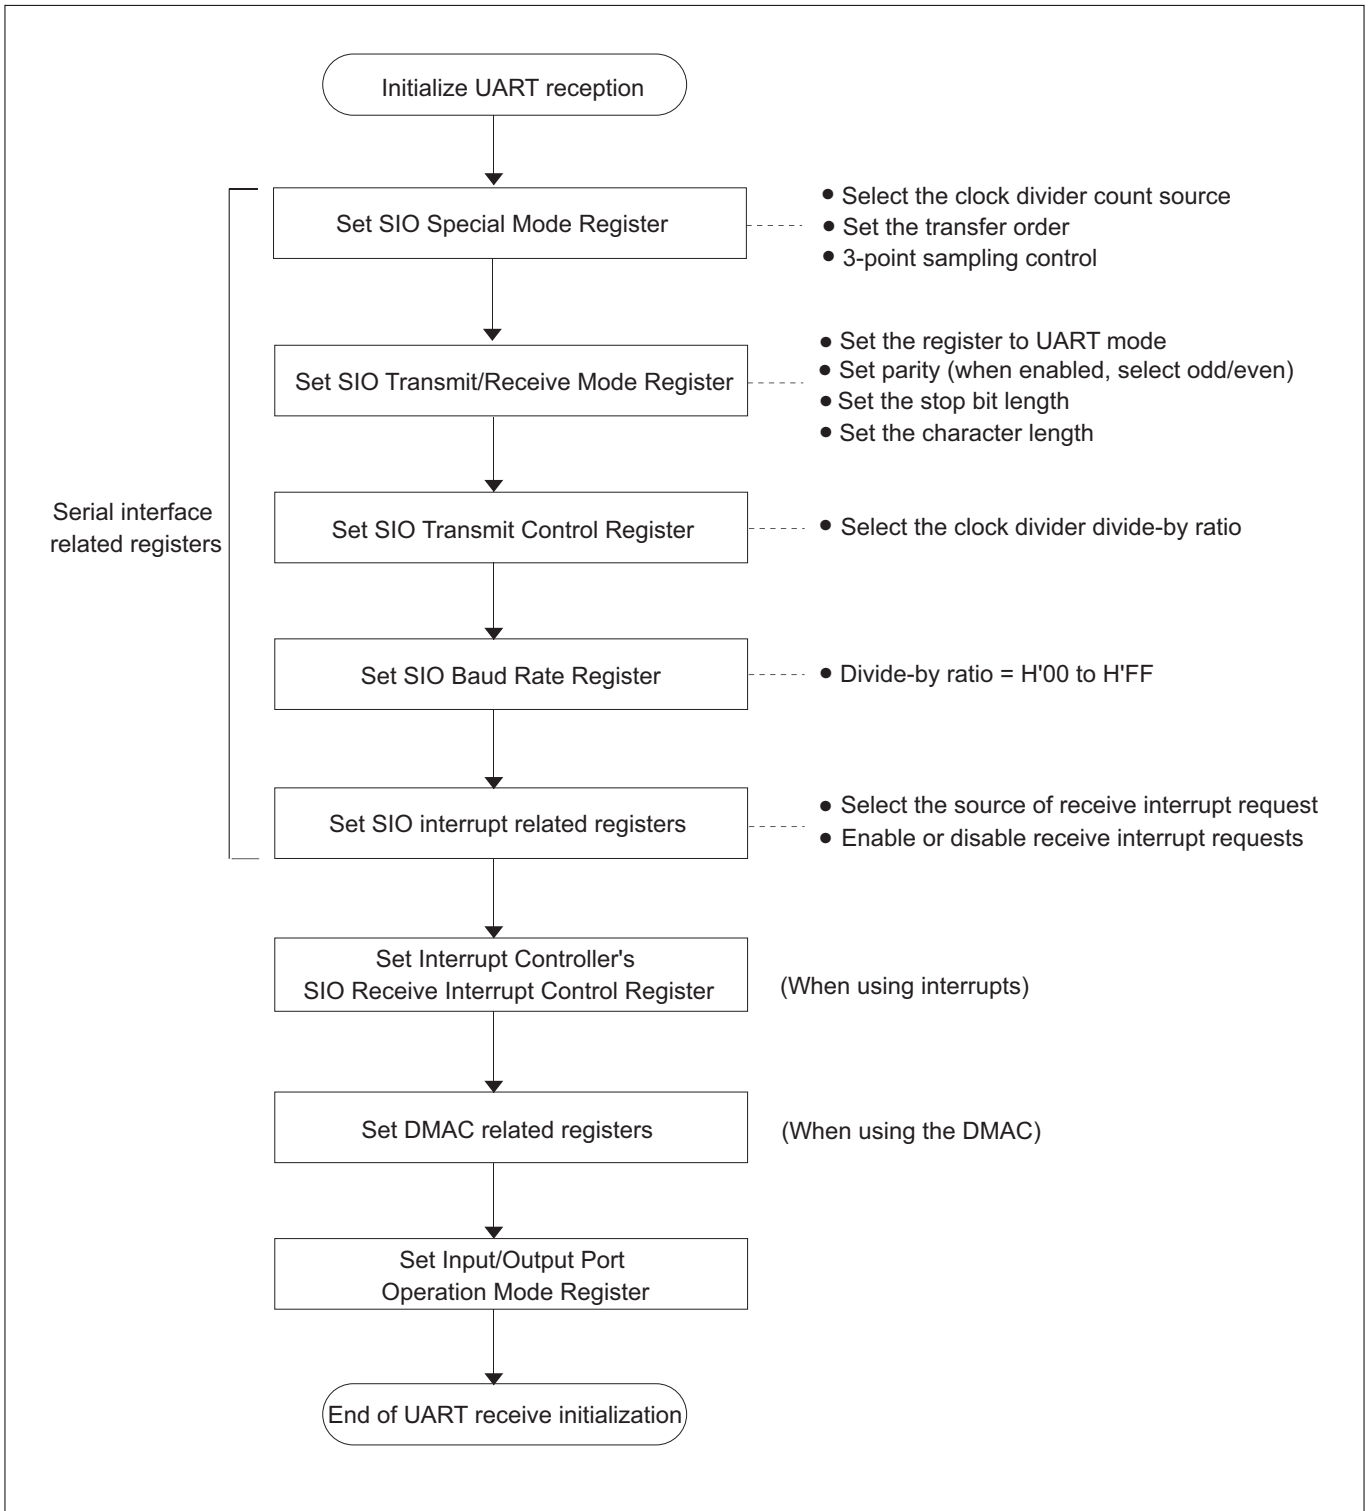 Initialize UART reception
Set SIO Special Mode Register
● Select the clock divider count source
● Set the transfer order
● 3-point sampling control
Set SIO Transmit/Receive Mode Register
● Set the register to UART mode
● Set parity (when enabled, select odd/even)
● Set the stop bit length
● Set the character length
Serial interface
related registers
Set SIO Transmit Control Register
● Select the clock divider divide-by ratio
Set SIO Baud Rate Register
● Divide-by ratio = H'00 to H'FF
Set SIO interrupt related registers
● Select the source of receive interrupt request
● Enable or disable receive interrupt requests
Set Interrupt Controller's
SIO Receive Interrupt Control Register
(When using interrupts)
Set DMAC related registers
(When using the DMAC)
Set Input/Output Port
Operation Mode Register
End of UART receive initialization